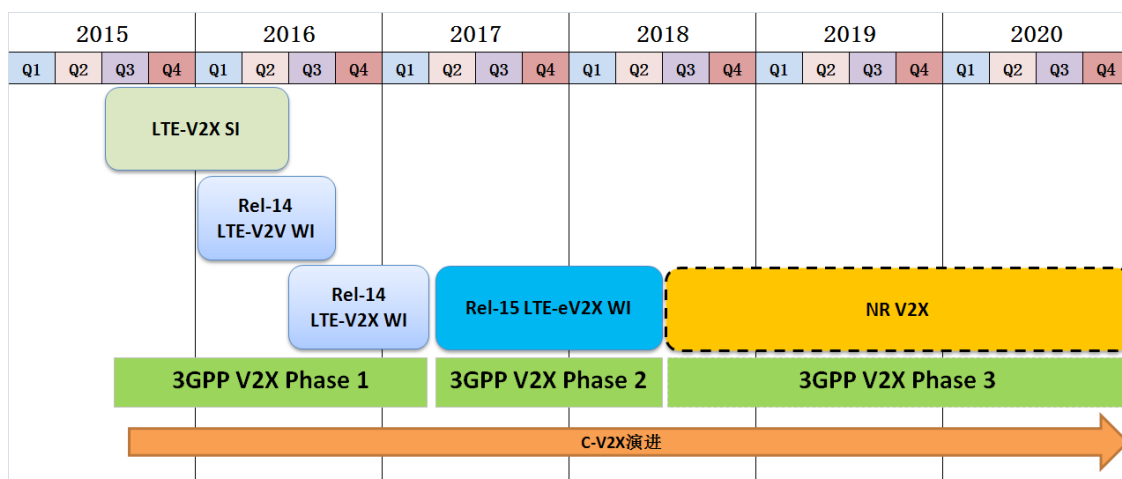 2015 2016 2017 2018 2019 2020
Q1 Q2 Q3 Q4 Q1 Q2 Q3 Q4 Q1 Q2 Q3 Q4 Q1 Q2 Q3 Q4 Q1 Q2 Q3 Q4 Q1 Q2 Q3 Q4
LTE-V2X SI
Rel-14
LTE-V2V WI
Rel-14
LTE-V2X WI
Rel-15 LTE-eV2X WI
NR V2X
3GPP V2X Phase 1
3GPP V2X Phase 2
3GPP V2X Phase 3
C-V2X演进